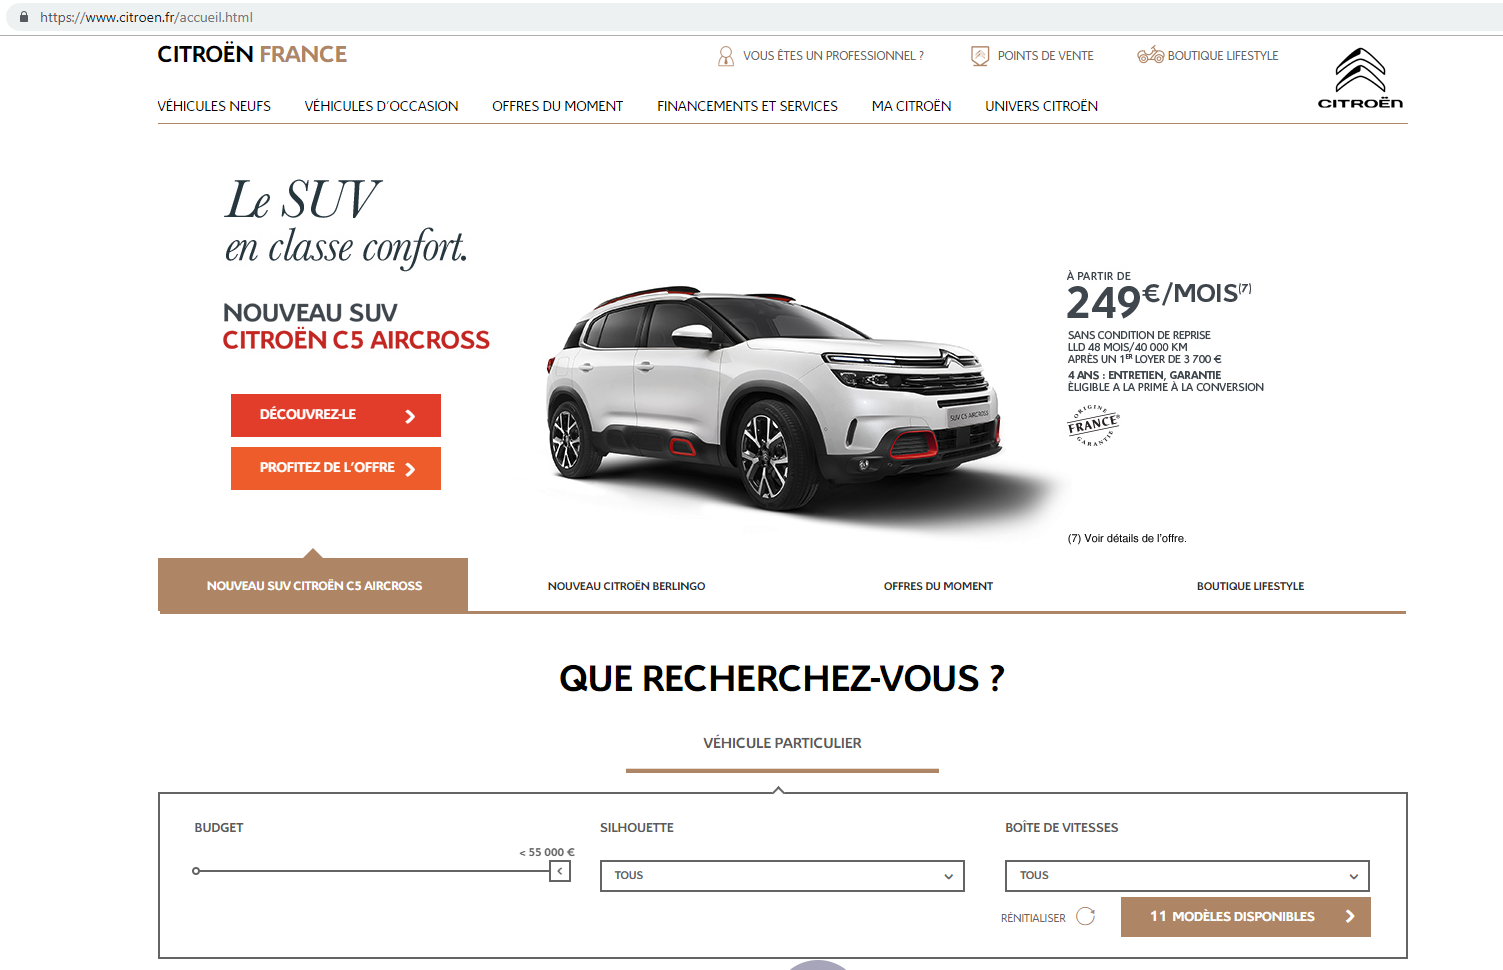 https://www.citroen.fr/accueil.html
CITROËN FRANCE
VOUS ÊTES UN PROFESSIONNEL ?
POINTS DE VENTE
BOUTIQUE LIFESTYLE
CITROËN
VÉHICULES NEUFS
VÉHICULES D'OCCASION
OFFRES DU MOMENT
FINANCEMENTS ET SERVICES
MA CITROËN
UNIVERS CITROËN
Le SUV
en classe confort.
NOUVEAU SUV
CITROËN C5 AIRCROSS
DÉCOUVREZ-LE
PROFITEZ DE L'OFFRE
SUV C5 AIRCROSS
À PARTIR DE
249€/MOIS(7)
SANS CONDITION DE REPRISE
LLD 48 MOIS/40 000 KM
APRÈS UN 1ER LOYER DE 3 700 €
4 ANS : ENTRETIEN, GARANTIE
ÉLIGIBLE A LA PRIME À LA CONVERSION
ORIGINE
FRANCE®
GARANTIE
(7) Voir détails de l'offre.
NOUVEAU SUV CITROËN C5 AIRCROSS
NOUVEAU CITROËN BERLINGO
OFFRES DU MOMENT
BOUTIQUE LIFESTYLE
QUE RECHERCHEZ-VOUS ?
VÉHICULE PARTICULIER
BUDGET
< 55 000 €
SILHOUETTE
TOUS
BOÎTE DE VITESSES
TOUS
RÉNITIALISER
11 MODÈLES DISPONIBLES